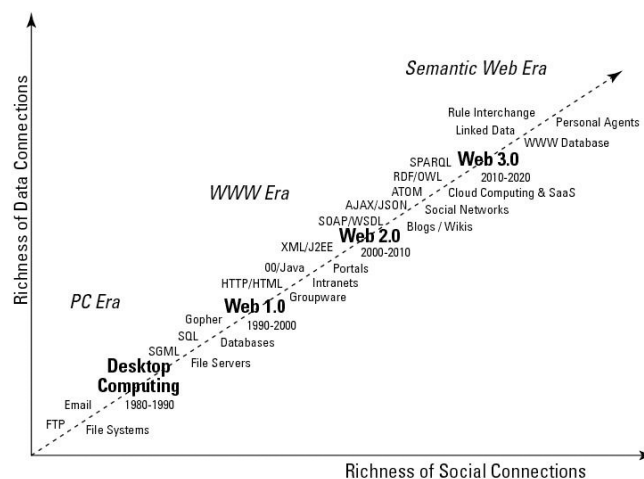 Richness of Data Connections
Semantic Web Era
Rule Interchange
Personal Agents
Linked Data
WWW Database
SPARQL
Web 3.0
RDF/OWL
2010-2020
ATOM
Cloud Computing & SaaS
WWW Era
AJAX/JSON
Social Networks
SOAP/WSDL
Blogs / Wikis
Web 2.0
XML/J2EE
2000-2010
OO/Java
Portals
HTTP/HTML
Intranets
Groupware
PC Era
Web 1.0
Gopher
1990-2000
SQL
Databases
SGML
File Servers
Desktop
Computing
1980-1990
Email
FTP
File Systems
Richness of Social Connections